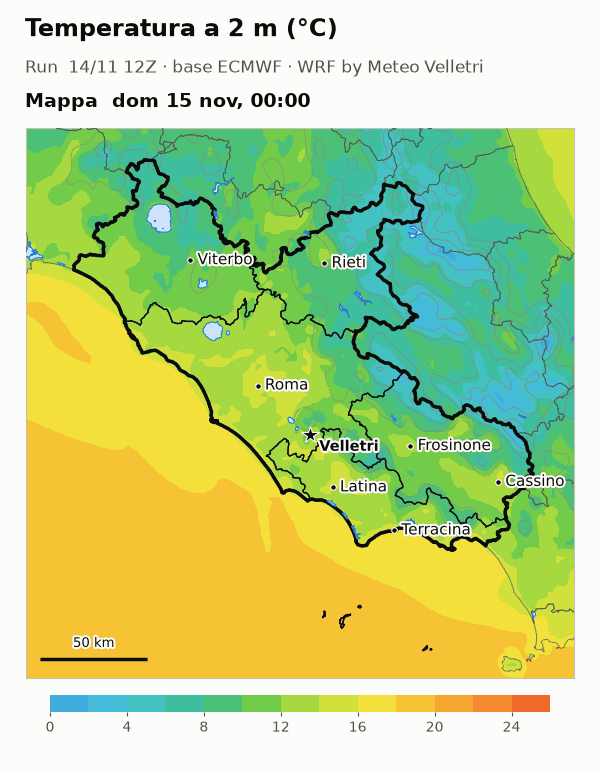 Temperatura a 2 m (°C)
Run  14/11 12Z · base ECMWF · WRF by Meteo Velletri
Mappa  dom 15 nov, 00:00
Viterbo
Rieti
Roma
Velletri
Frosinone
Cassino
Latina
Terracina
50 km
0 4 8 12 16 20 24